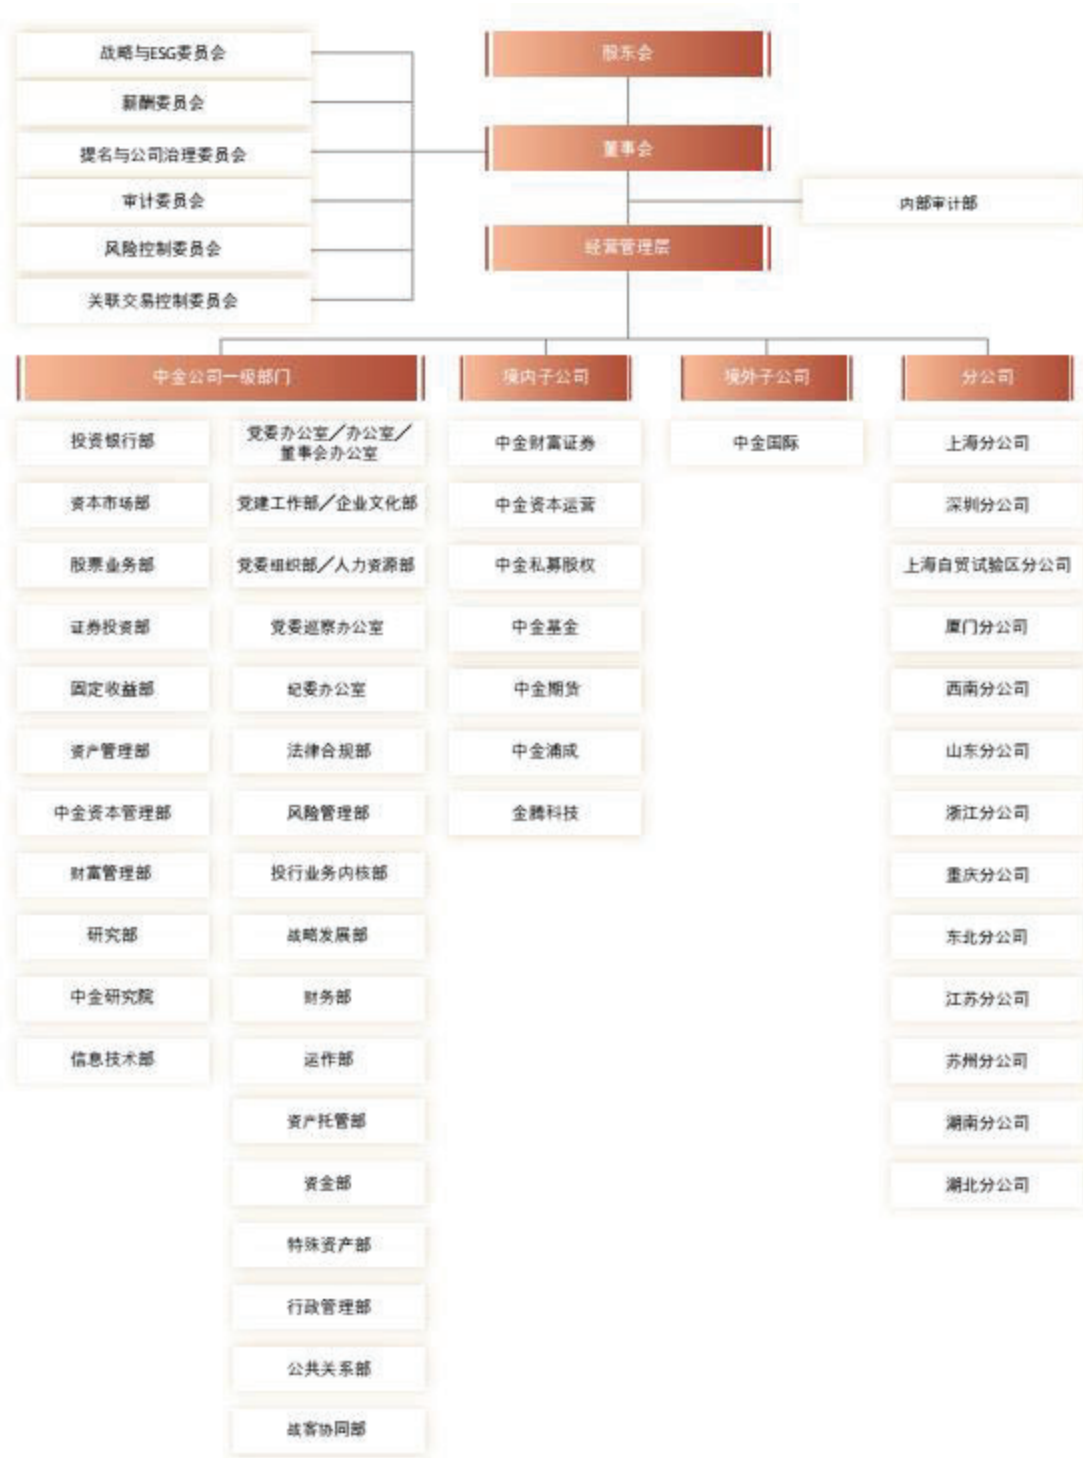 股东会
董事会
经营管理层
战略与ESG委员会
薪酬委员会
提名与公司治理委员会
审计委员会
风险控制委员会
关联交易控制委员会
内部审计部
中金公司一级部门
投资银行部
资本市场部
股票业务部
证券投资部
固定收益部
资产管理部
中金资本管理部
财富管理部
研究部
中金研究院
信息技术部
党委办公室／办公室／
董事会办公室
党建工作部／企业文化部
党委组织部／人力资源部
党委巡察办公室
纪委办公室
法律合规部
风险管理部
投行业务内核部
战略发展部
财务部
运作部
资产托管部
资金部
特殊资产部
行政管理部
公共关系部
战客协同部
境内子公司
中金财富证券
中金资本运营
中金私募股权
中金基金
中金期货
中金浦成
金腾科技
境外子公司
中金国际
分公司
上海分公司
深圳分公司
上海自贸试验区分公司
厦门分公司
西南分公司
山东分公司
浙江分公司
重庆分公司
东北分公司
江苏分公司
苏州分公司
湖南分公司
湖北分公司